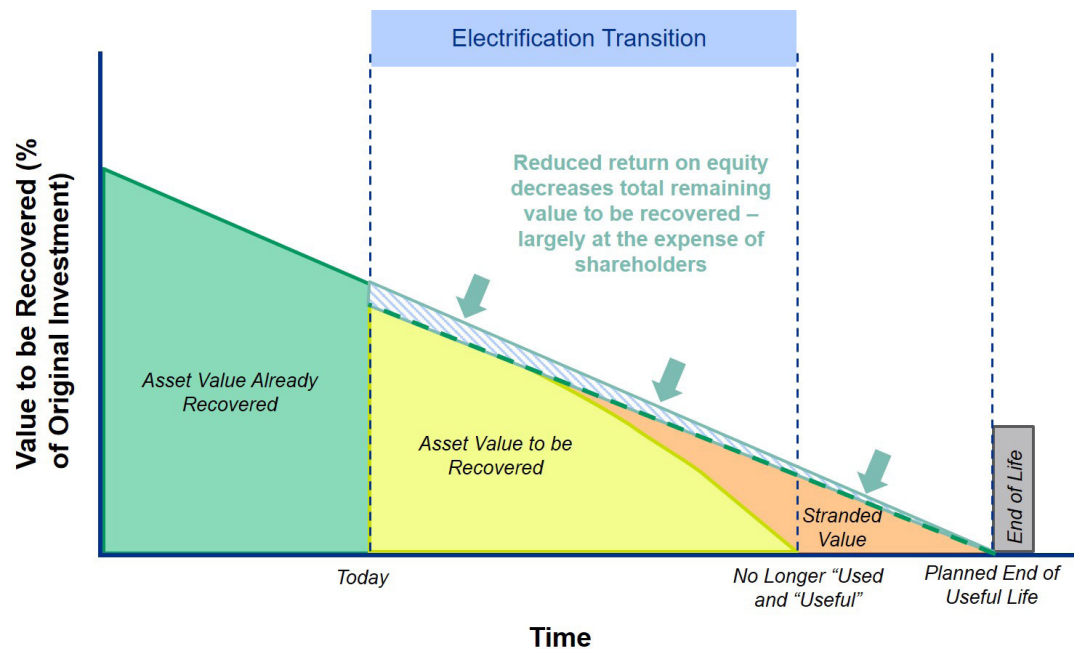 Electrification Transition
Value to be Recovered (%
of Original Investment)
Reduced return on equity
decreases total remaining
value to be recovered –
largely at the expense of
shareholders
Asset Value Already
Recovered
Asset Value to be
Recovered
Stranded
Value
End of Life
Today
No Longer “Used
and “Useful”
Planned End of
Useful Life
Time